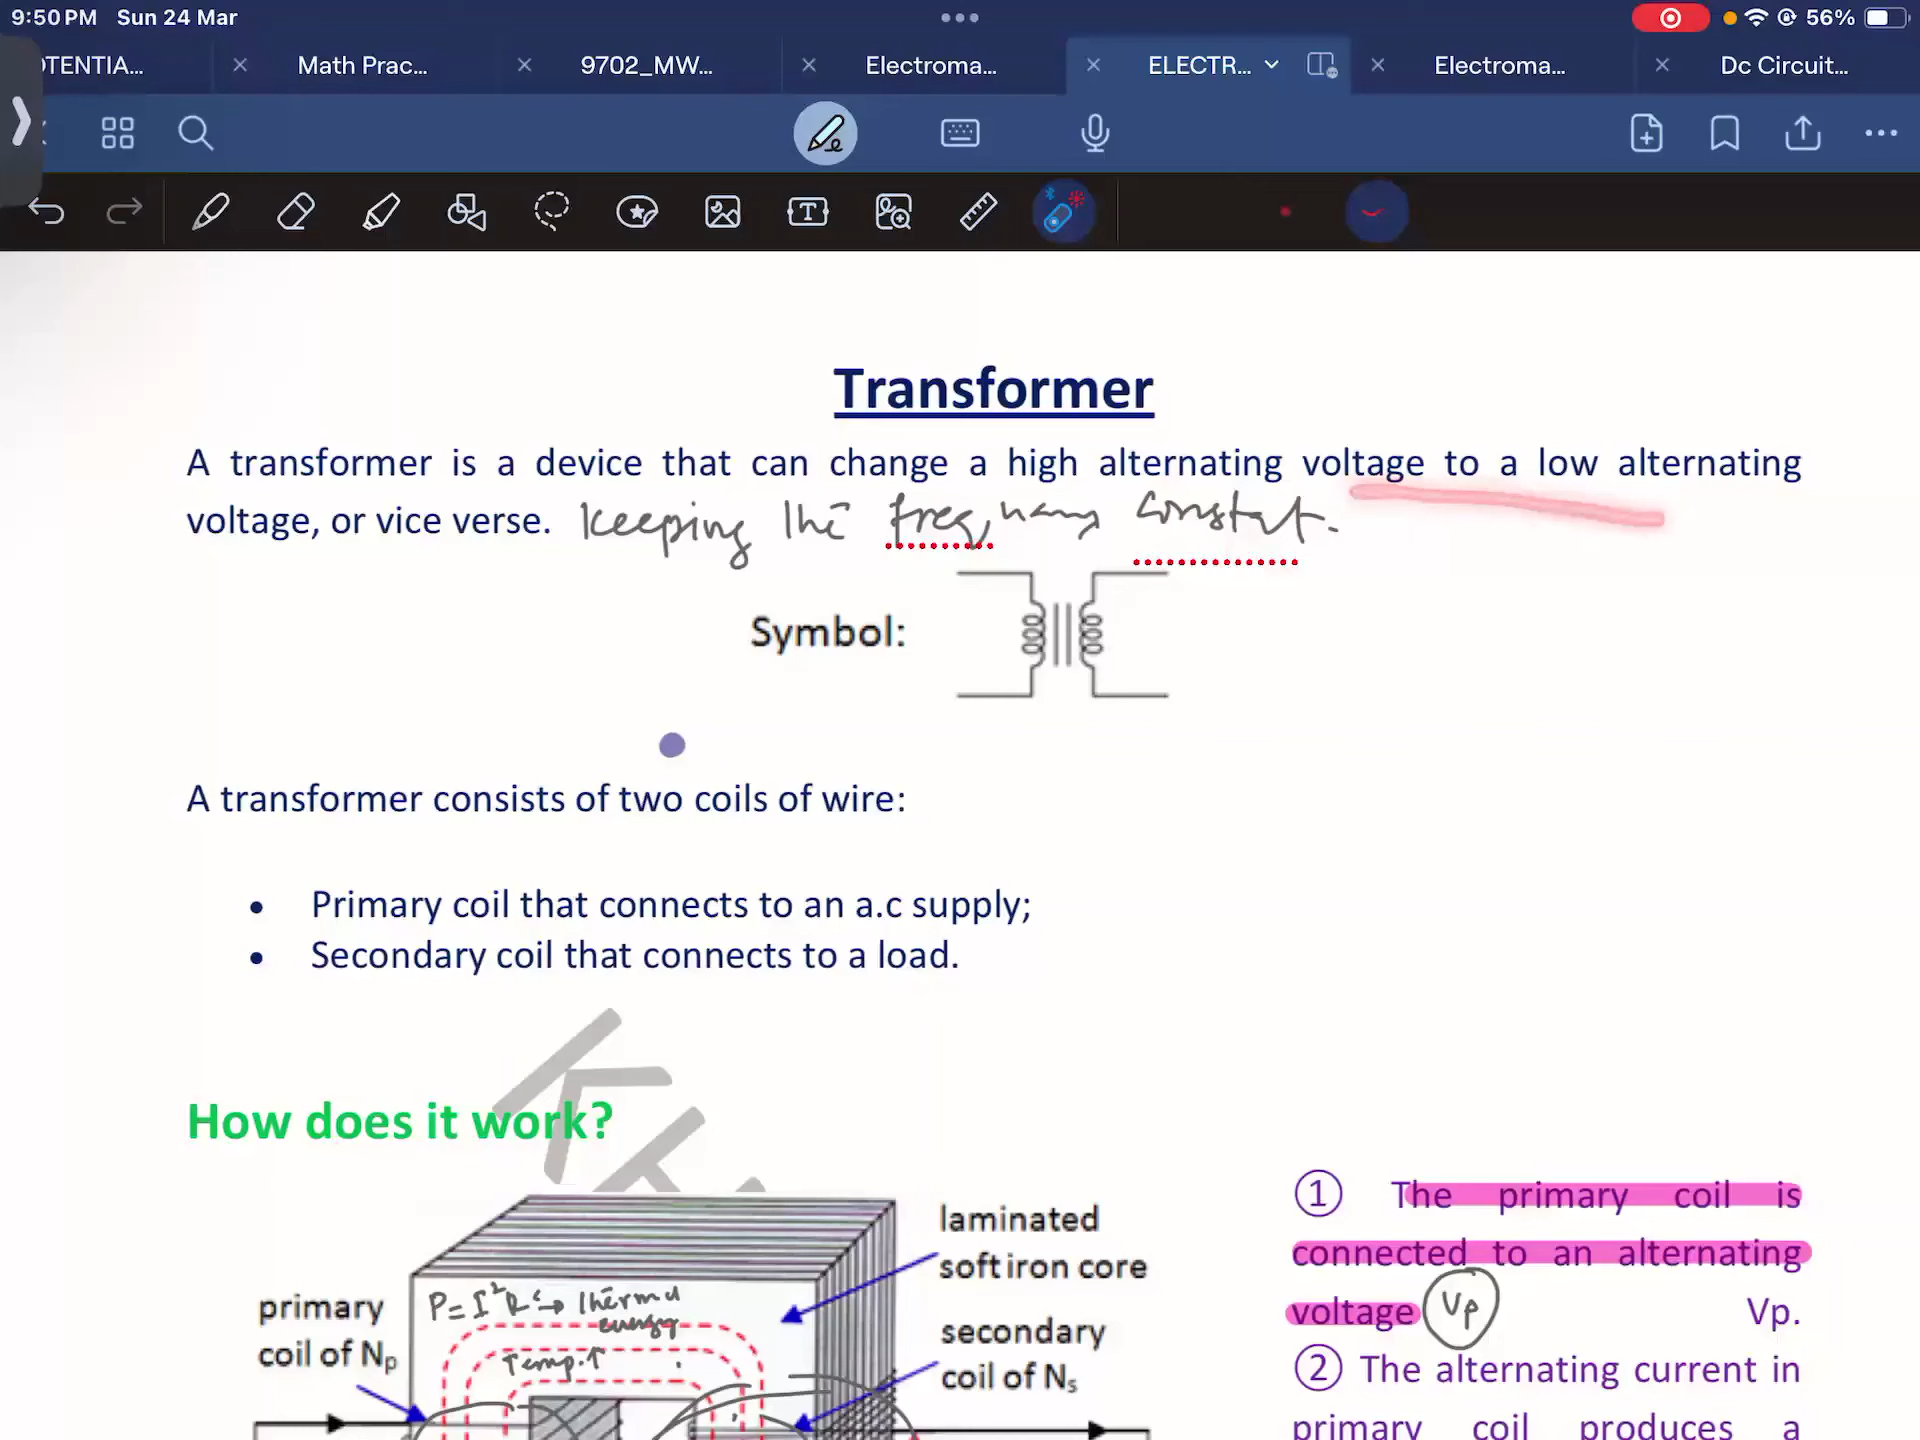 9:50 PM Sun 24 Mar
56%
OTENTIA...
Math Prac...
9702_MW...
Electroma...
ELECTR...
Electroma...
Dc Circuit...
Transformer
A transformer is a device that can change a high alternating voltage to a low alternating
voltage, or vice verse. Keeping the frequency constat.
Symbol:
A transformer consists of two coils of wire:
• Primary coil that connects to an a.c supply;
• Secondary coil that connects to a load.
How does it work?
laminated
soft iron core
primary
coil of Np
P = I²R → thermal
energy
Temp. ↑
secondary
coil of Ns
① The primary coil is
connected to an alternating
voltage Vp Vp.
② The alternating current in
primary coil produces a